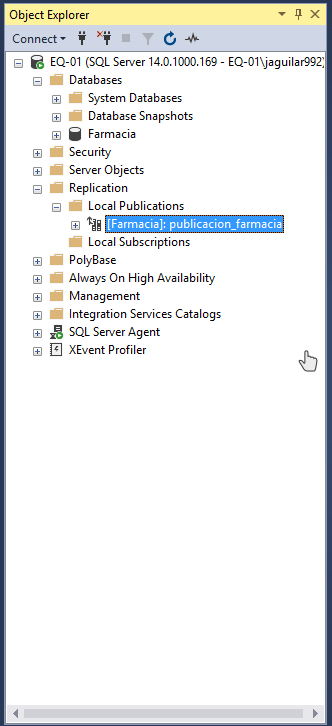 Object Explorer
Connect
EQ-01 (SQL Server 14.0.1000.169 - EQ-01\jaguilar992)
Databases
System Databases
Database Snapshots
Farmacia
Security
Server Objects
Replication
Local Publications
[Farmacia]: publicacion_farmacia
Local Subscriptions
PolyBase
Always On High Availability
Management
Integration Services Catalogs
SQL Server Agent
XEvent Profiler